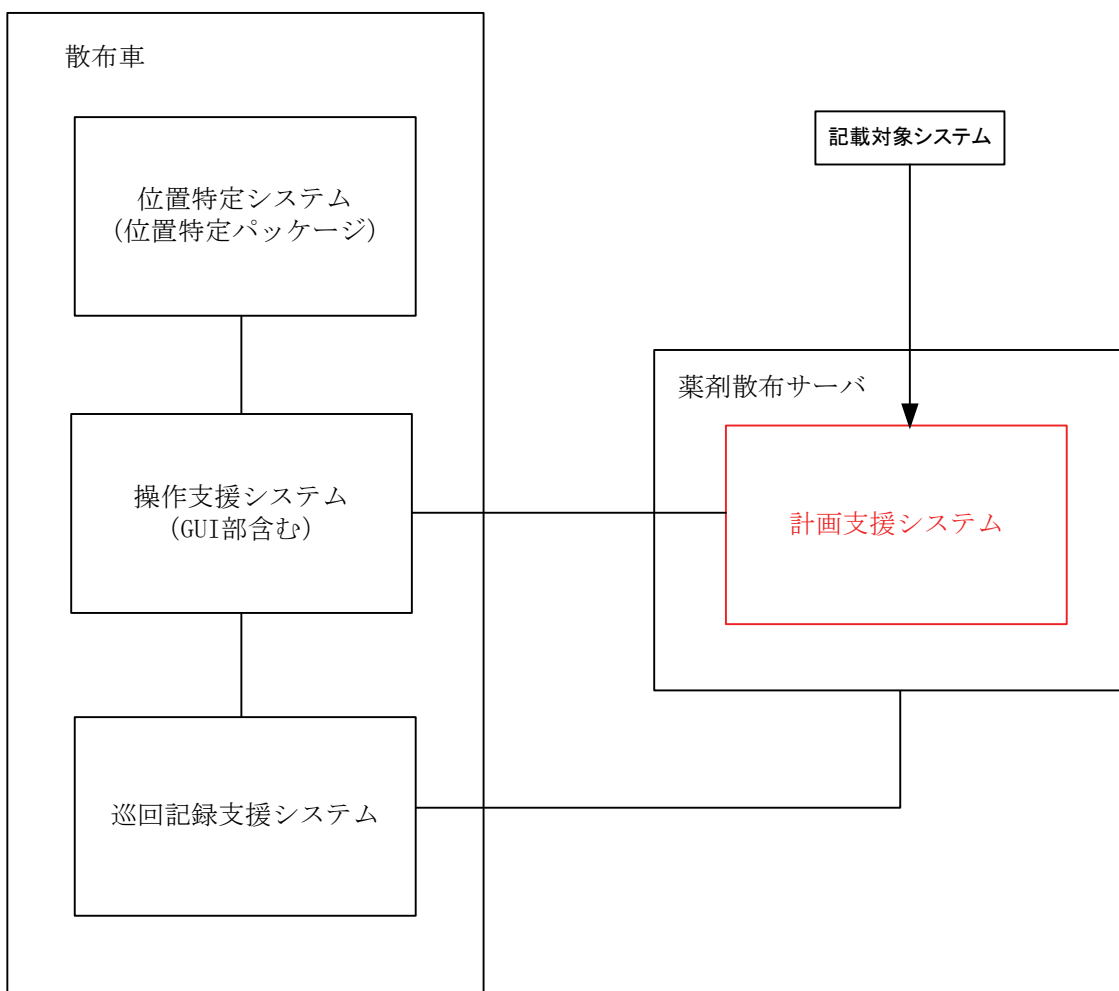 散布車
位置特定システム
(位置特定パッケージ)
操作支援システム
(GUI部含む)
巡回記録支援システム
記載対象システム
薬剤散布サーバ
計画支援システム